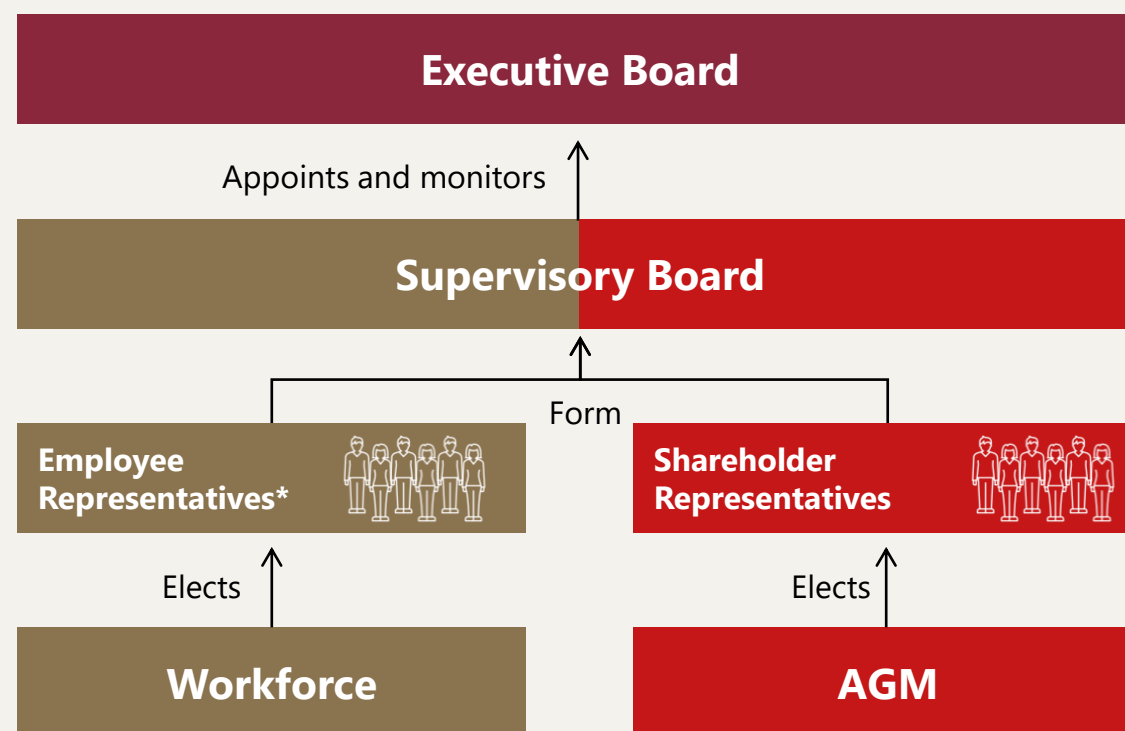 Executive Board
Appoints and monitors
Supervisory Board
Form
Employee
Representatives*
Shareholder
Representatives
Elects
Elects
Workforce
AGM